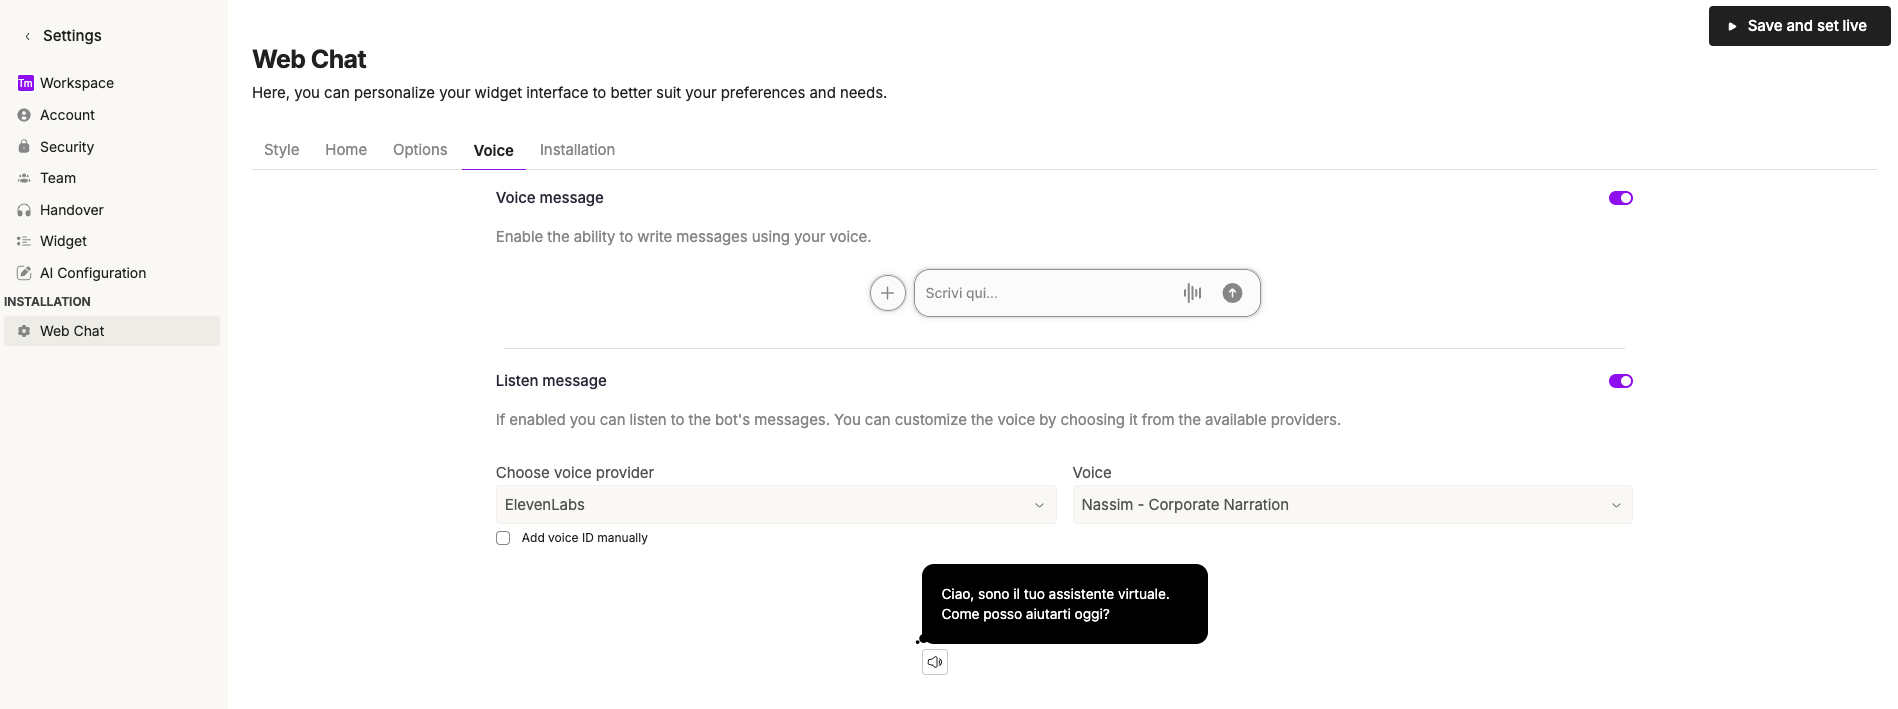 Settings
Tm Workspace
Account
Security
Team
Handover
Widget
AI Configuration
INSTALLATION
Web Chat
Save and set live
Web Chat
Here, you can personalize your widget interface to better suit your preferences and needs.
Style Home Options Voice Installation
Voice message
Enable the ability to write messages using your voice.
Scrivi qui...
Listen message
If enabled you can listen to the bot's messages. You can customize the voice by choosing it from the available providers.
Choose voice provider Voice
ElevenLabs Nassim - Corporate Narration
Add voice ID manually
Ciao, sono il tuo assistente virtuale.
Come posso aiutarti oggi?